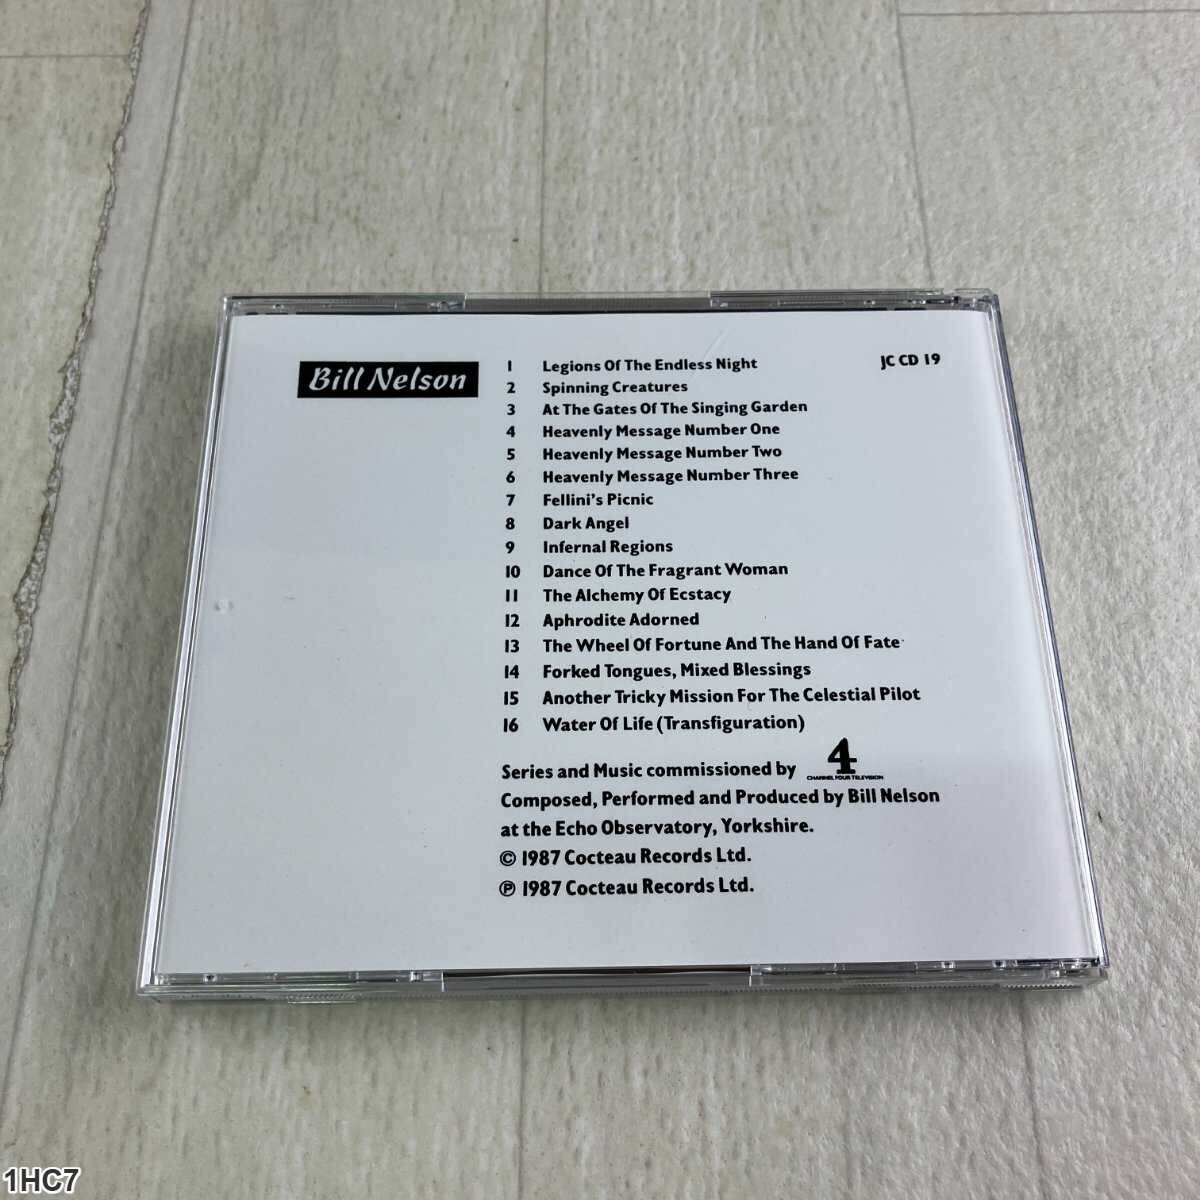 Bill Nelson
JC CD 19
1 Legions Of The Endless Night
2 Spinning Creatures
3 At The Gates Of The Singing Garden
4 Heavenly Message Number One
5 Heavenly Message Number Two
6 Heavenly Message Number Three
7 Fellini's Picnic
8 Dark Angel
9 Infernal Regions
10 Dance Of The Fragrant Woman
11 The Alchemy Of Ecstacy
12 Aphrodite Adorned
13 The Wheel Of Fortune And The Hand Of Fate
14 Forked Tongues, Mixed Blessings
15 Another Tricky Mission For The Celestial Pilot
16 Water Of Life (Transfiguration)
Series and Music commissioned by 4
CHANNEL FOUR TELEVISION
Composed, Performed and Produced by Bill Nelson
at the Echo Observatory, Yorkshire.
© 1987 Cocteau Records Ltd.
℗ 1987 Cocteau Records Ltd.
1HC7